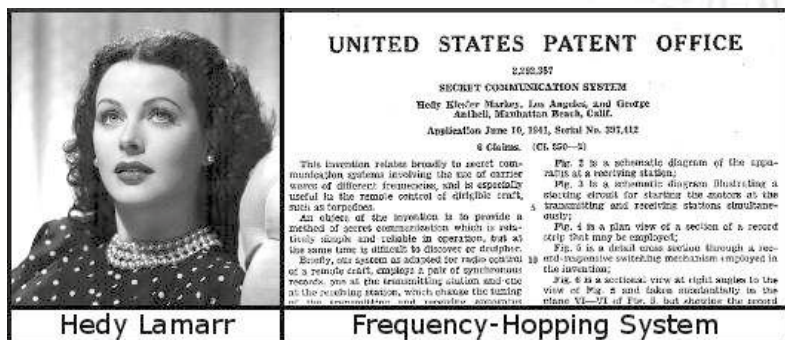 UNITED STATES PATENT OFFICE
2,292,387
SECRET COMMUNICATION SYSTEM
Hedy Kiesler Markey, Los Angeles, and George
Antheil, Manhattan Beach, Calif.
Application June 10, 1941, Serial No. 397,412
6 Claims. (Cl. 250—2)
This invention relates broadly to secret com-
munication systems involving the use of carrier
waves of different frequencies, and is especially
useful in the remote control of dirigible craft,
such as torpedoes.
An object of the invention is to provide a
method of secret communication which is rela-
tively simple and reliable in operation, but at
the same time is difficult to discover or decipher.
Briefly, our system as adapted for radio control
of a remote craft, employs a pair of synchronous
records, one at the transmitting station and one
at the receiving station, which change the tuning
of the transmitting and receiving apparatus
Fig. 2 is a schematic diagram of the appa-
ratus at a receiving station;
Fig. 3 is a schematic diagram illustrating a
starting circuit for starting the motors at the
5 transmitting and receiving stations simultane-
ously;
Fig. 4 is a plan view of a section of a record
strip that may be employed;
Fig. 5 is a detail cross section through a rec-
10 ord-responsive switching mechanism employed in
the invention;
Fig. 6 is a sectional view at right angles to the
view of Fig. 5 and taken substantially in the
plane VI—VI of Fig. 5, but showing the record
Hedy Lamarr
Frequency-Hopping System